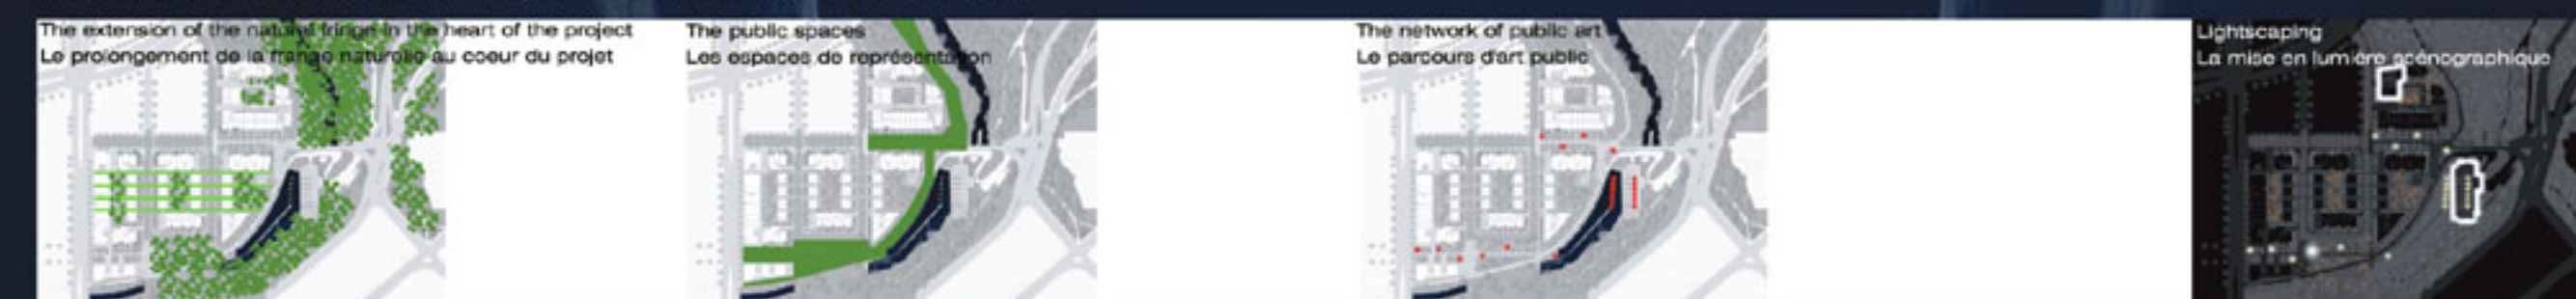 The extension of the natural fringe in the heart of the project
Le prolongement de la frange naturelle au coeur du projet
The public spaces
Les espaces de représentation
The network of public art
Le parcours d'art public
Lightscaping
La mise en lumière scénographique